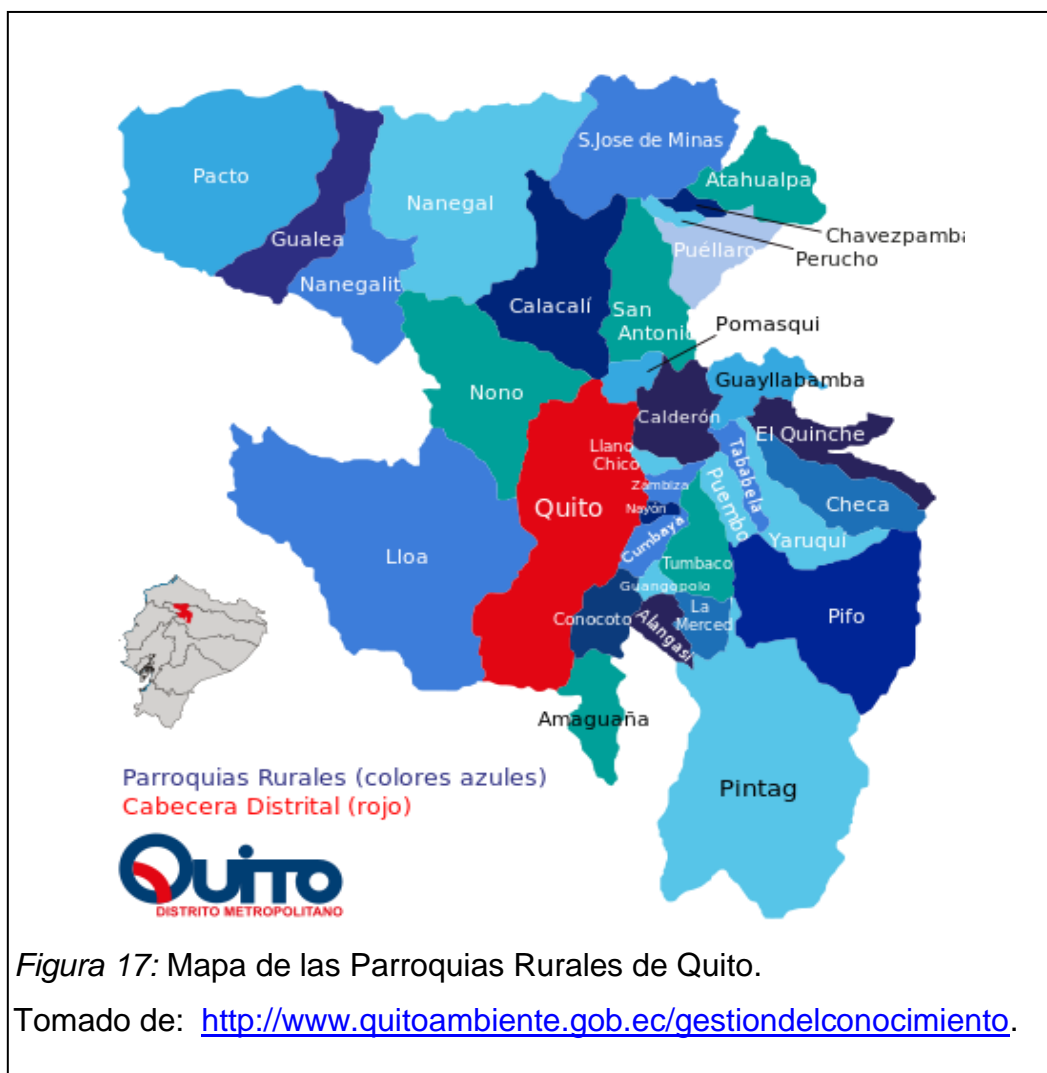 S.Jose de Minas
Pacto
Atahualpa
Nanegal
Gualea
Chavezpamba
Puéllaro
Perucho
Nanegalit
Calacalí
San
Antonio
Pomasqui
Nono
Guayllabamba
Calderón
El Quinche
Llano
Chico
Tababela
Zambiza
Puembo
Checa
Quito
Nayón
Cumbaya
Yaruquí
Lloa
Tumbaco
Guangopolo
La
Merced
Conocoto
Alangasi
Pifo
Amaguaña
Pintag
Parroquias Rurales (colores azules)
Cabecera Distrital (rojo)
QUITO
DISTRITO METROPOLITANO
Figura 17: Mapa de las Parroquias Rurales de Quito.
Tomado de: http://www.quitoambiente.gob.ec/gestiondelconocimiento.